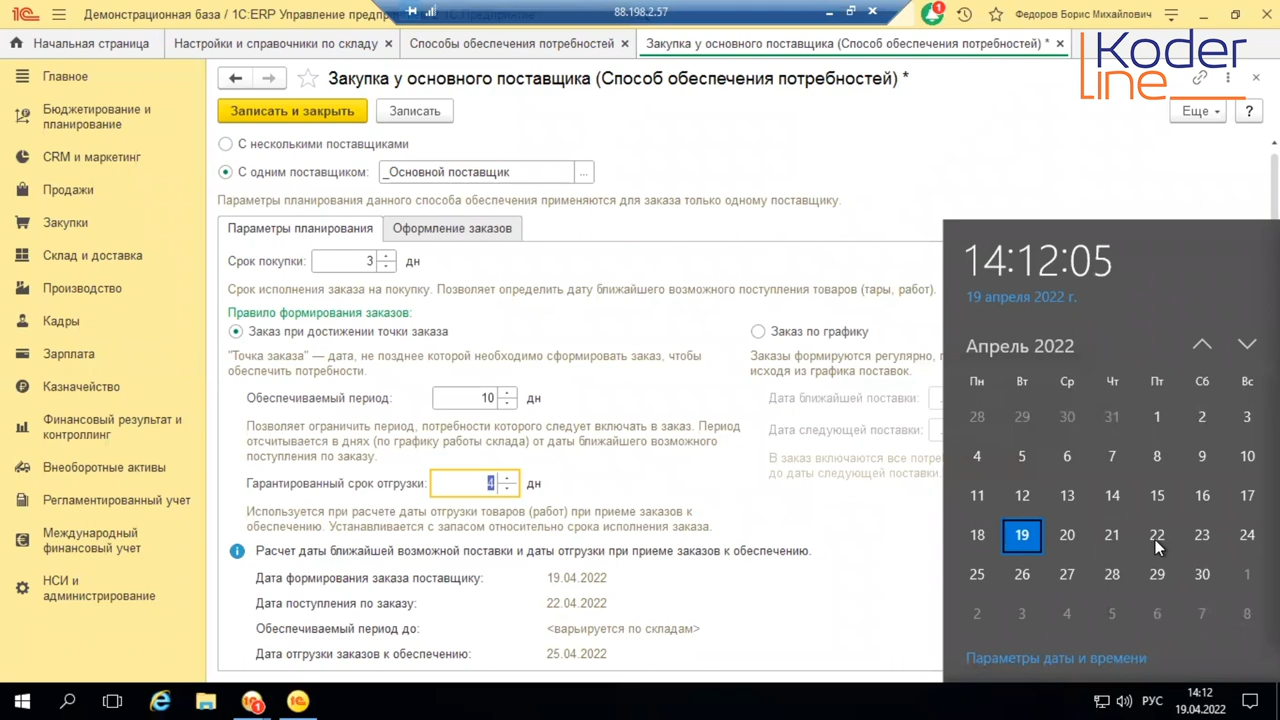 Демонстрационная база / 1С:ERP Управление предпр
1С:Предприятие
88.198.2.57
1
Федоров Борис Михайлович
Начальная страница
Настройки и справочники по складу
Способы обеспечения потребностей
Закупка у основного поставщика (Способ обеспечения потребностей) *
Koder
line
Главное
Бюджетирование и
планирование
CRM и маркетинг
Продажи
Закупки
Склад и доставка
Производство
Кадры
Зарплата
Казначейство
Финансовый результат и
контроллинг
Внеоборотные активы
Регламентированный учет
Международный
финансовый учет
НСИ и
администрирование
Закупка у основного поставщика (Способ обеспечения потребностей) *
Записать и закрыть
Записать
Еще
?
С несколькими поставщиками
С одним поставщиком:
_Основной поставщик
...
Параметры планирования данного способа обеспечения применяются для заказа только одному поставщику.
Параметры планирования
Оформление заказов
Срок покупки:
3
дн
Срок исполнения заказа на покупку. Позволяет определить дату ближайшего возможного поступления товаров (тары, работ).
Правило формирования заказов:
Заказ при достижении точки заказа
"Точка заказа" — дата, не позднее которой необходимо сформировать заказ, чтобы
обеспечить потребности.
Обеспечиваемый период:
10
дн
Позволяет ограничить период, потребности которого следует включать в заказ. Период
отсчитывается в днях (по графику работы склада) от даты ближайшего возможного
поступления по заказу.
Гарантированный срок отгрузки:
4
дн
Используется при расчете даты отгрузки товаров (работ) при приеме заказов к
обеспечению. Устанавливается с запасом относительно срока исполнения заказа.
Заказ по графику
Заказы формируются регулярно,
исходя из графика поставок.
Дата ближайшей поставки:
Дата следующей поставки:
В заказ включаются все
до даты следующей поставки.
Расчет даты ближайшей возможной поставки и даты отгрузки при приеме заказов к обеспечению.
Дата формирования заказа поставщику:
19.04.2022
Дата поступления по заказу:
22.04.2022
Обеспечиваемый период до:
<варьируется по складам>
Дата отгрузки заказов к обеспечению:
25.04.2022
14:12:05
19 апреля 2022 г.
Апрель 2022
Пн Вт Ср Чт Пт Сб Вс
28 29 30 31 1 2 3
4 5 6 7 8 9 10
11 12 13 14 15 16 17
18 19 20 21 22 23 24
25 26 27 28 29 30 1
2 3 4 5 6 7 8
Параметры даты и времени
1
РУС
14:12
19.04.2022